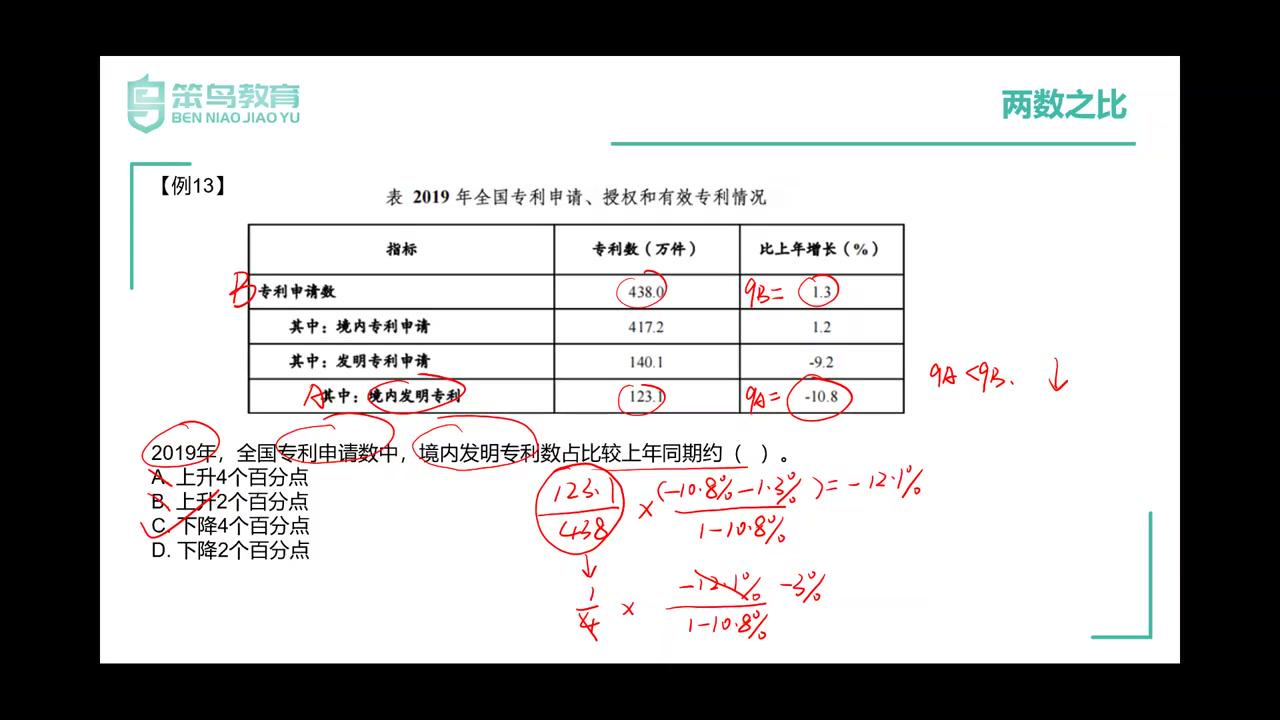 笨鸟教育
BEN NIAO JIAO YU
两数之比
【例13】
表 2019 年全国专利申请、授权和有效专利情况
指标 专利数（万件） 比上年增长（%）
B 专利申请数 438.0 qB= 1.3
其中：境内专利申请 417.2 1.2
其中：发明专利申请 140.1 -9.2
A 其中：境内发明专利 123.1 qA= -10.8
qA<qB. ↓
2019年，全国专利申请数中，境内发明专利数占比较上年同期约（ ）。
A. 上升4个百分点
B. 上升2个百分点
C. 下降4个百分点
D. 下降2个百分点
123.1/438 × (-10.8%-1.3%)/(1-10.8%) = -12.1%
↓
1/4 × -12.1%/(1-10.8%) -3%